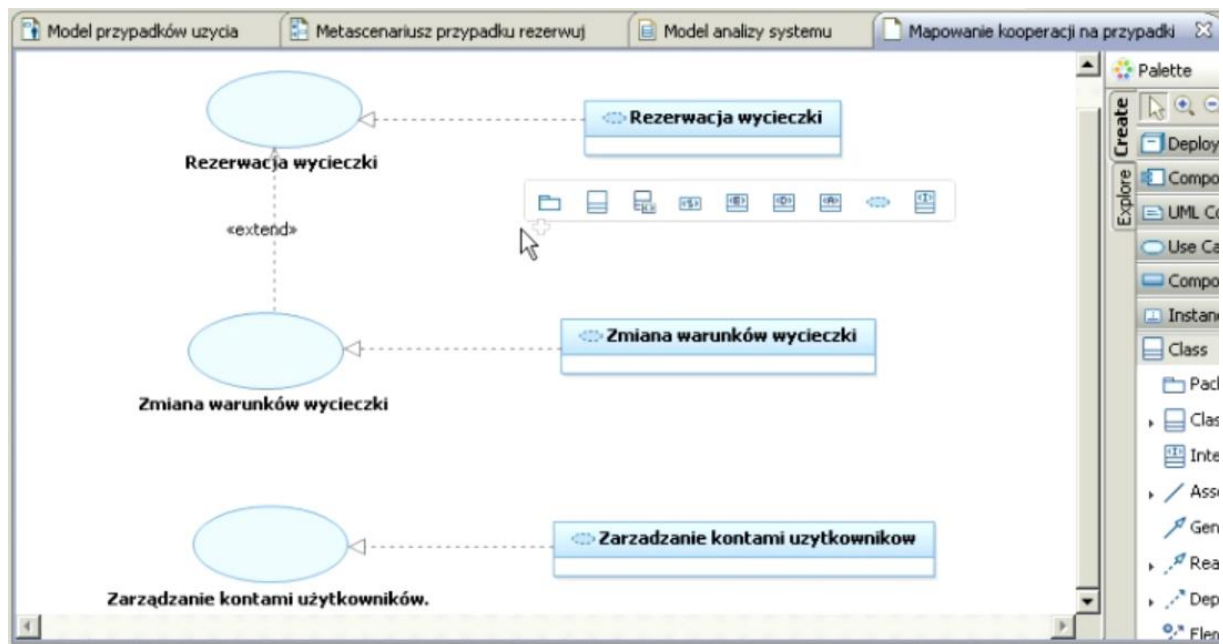 Model przypadków uzycia
Metascenariusz przypadku rezerwuj
Model analizy systemu
Mapowanie kooperacji na przypadki
Palette
Create
Explore
Rezerwacja wycieczki
Rezerwacja wycieczki
«extend»
Zmiana warunków wycieczki
Zmiana warunków wycieczki
Zarzadzanie kontami uzytkownikow
Zarządzanie kontami użytkowników.
Deploy
Compo
UML Co
Use Ca
Compo
Instanc
Class
Pack
Clas
Inte
Asso
Gen
Rea
Dep
Elem